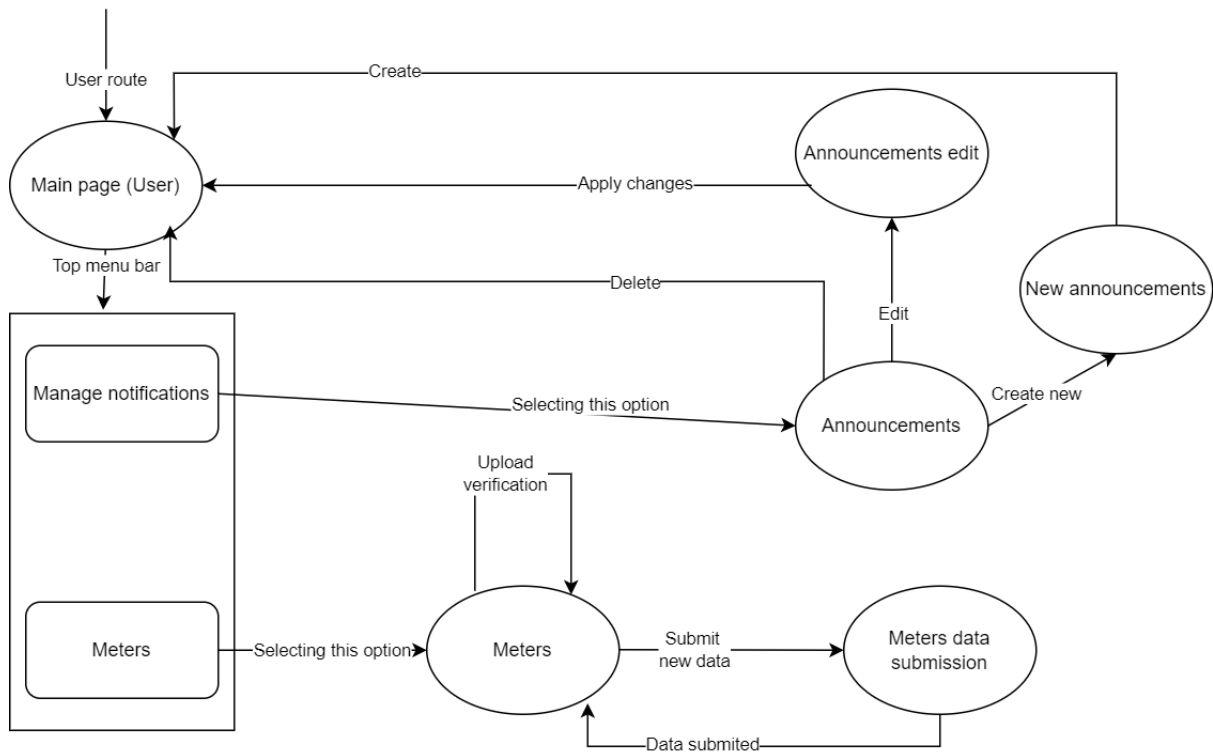 User route
Create
Announcements edit
Main page (User)
Apply changes
Top menu bar
Delete
New announcements
Edit
Manage notifications
Selecting this option
Create new
Announcements
Upload
verification
Meters
Selecting this option
Meters
Submit
new data
Meters data
submission
Data submited